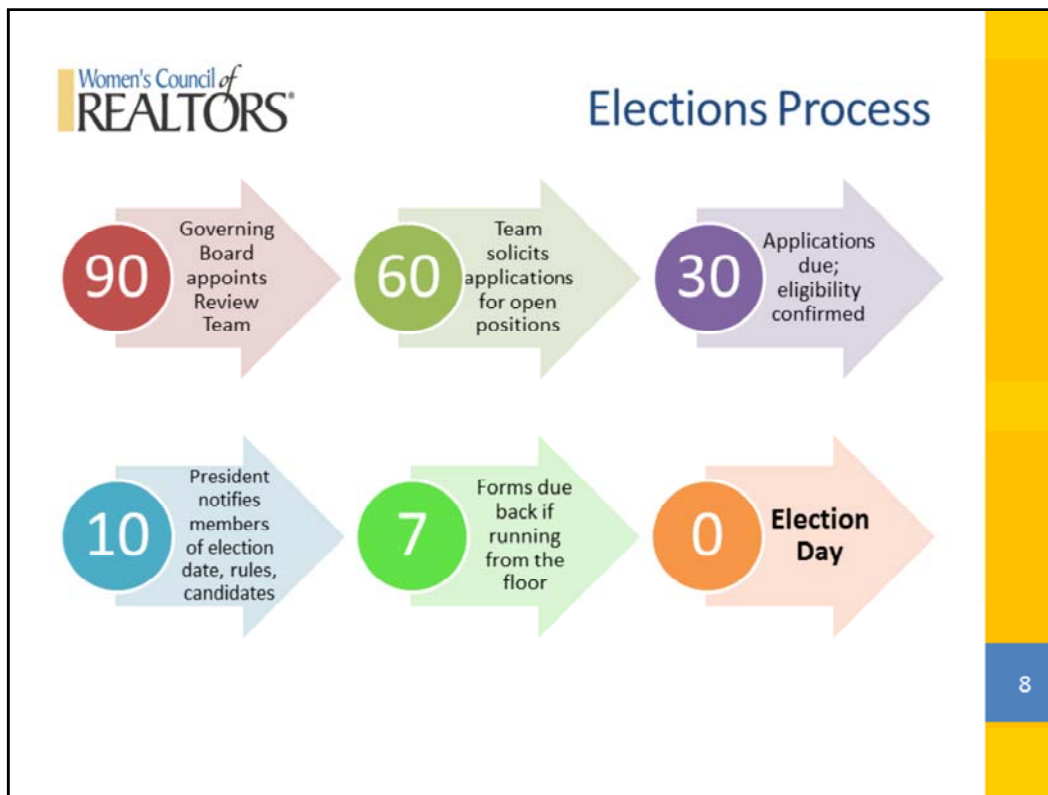 Women's Council of
REALTORS®
Elections Process
90
Governing
Board
appoints
Review
Team
60
Team
solicits
applications
for open
positions
30
Applications
due;
eligibility
confirmed
10
President
notifies
members
of election
date, rules,
candidates
7
Forms due
back if
running
from the
floor
0
Election
Day
8